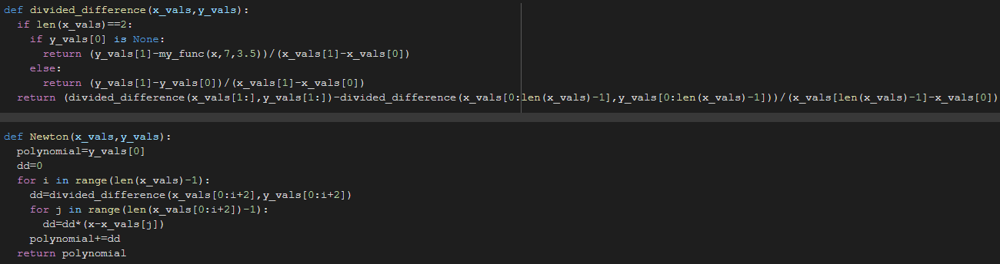 def divided_difference(x_vals,y_vals):
  if len(x_vals)==2:
    if y_vals[0] is None:
      return (y_vals[1]-my_func(x,7,3.5))/(x_vals[1]-x_vals[0])
    else:
      return (y_vals[1]-y_vals[0])/(x_vals[1]-x_vals[0])
  return (divided_difference(x_vals[1:],y_vals[1:])-divided_difference(x_vals[0:len(x_vals)-1],y_vals[0:len(x_vals)-1]))/(x_vals[len(x_vals)-1]-x_vals[0])
def Newton(x_vals,y_vals):
  polynomial=y_vals[0]
  dd=0
  for i in range(len(x_vals)-1):
    dd=divided_difference(x_vals[0:i+2],y_vals[0:i+2])
    for j in range(len(x_vals[0:i+2])-1):
      dd=dd*(x-x_vals[j])
    polynomial+=dd
  return polynomial